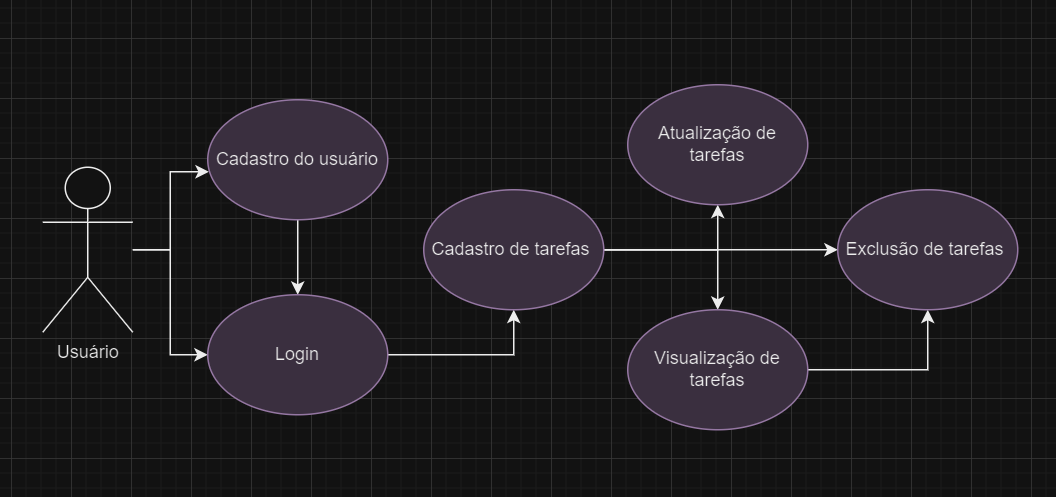 Usuário
Cadastro do usuário
Login
Cadastro de tarefas
Atualização de
tarefas
Visualização de
tarefas
Exclusão de tarefas